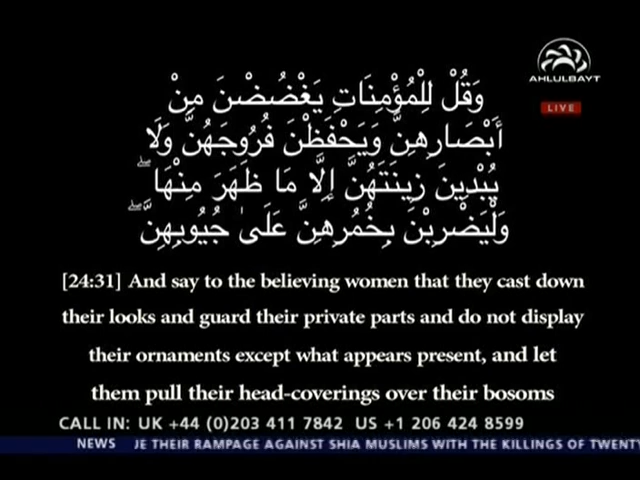 AHLULBAYT
LIVE
وَقُلْ لِلْمُؤْمِنَاتِ يَغْضُضْنَ مِنْ
أَبْصَارِهِنَّ وَيَحْفَظْنَ فُرُوجَهُنَّ وَلَا
يُبْدِينَ زِينَتَهُنَّ إِلَّا مَا ظَهَرَ مِنْهَا ۖ
وَلْيَضْرِبْنَ بِخُمُرِهِنَّ عَلَىٰ جُيُوبِهِنَّ ۖ
[24:31] And say to the believing women that they cast down
their looks and guard their private parts and do not display
their ornaments except what appears present, and let
them pull their head-coverings over their bosoms
CALL IN: UK +44 (0)203 411 7842 US +1 206 424 8599
NEWS UE THEIR RAMPAGE AGAINST SHIA MUSLIMS WITH THE KILLINGS OF TWENTY